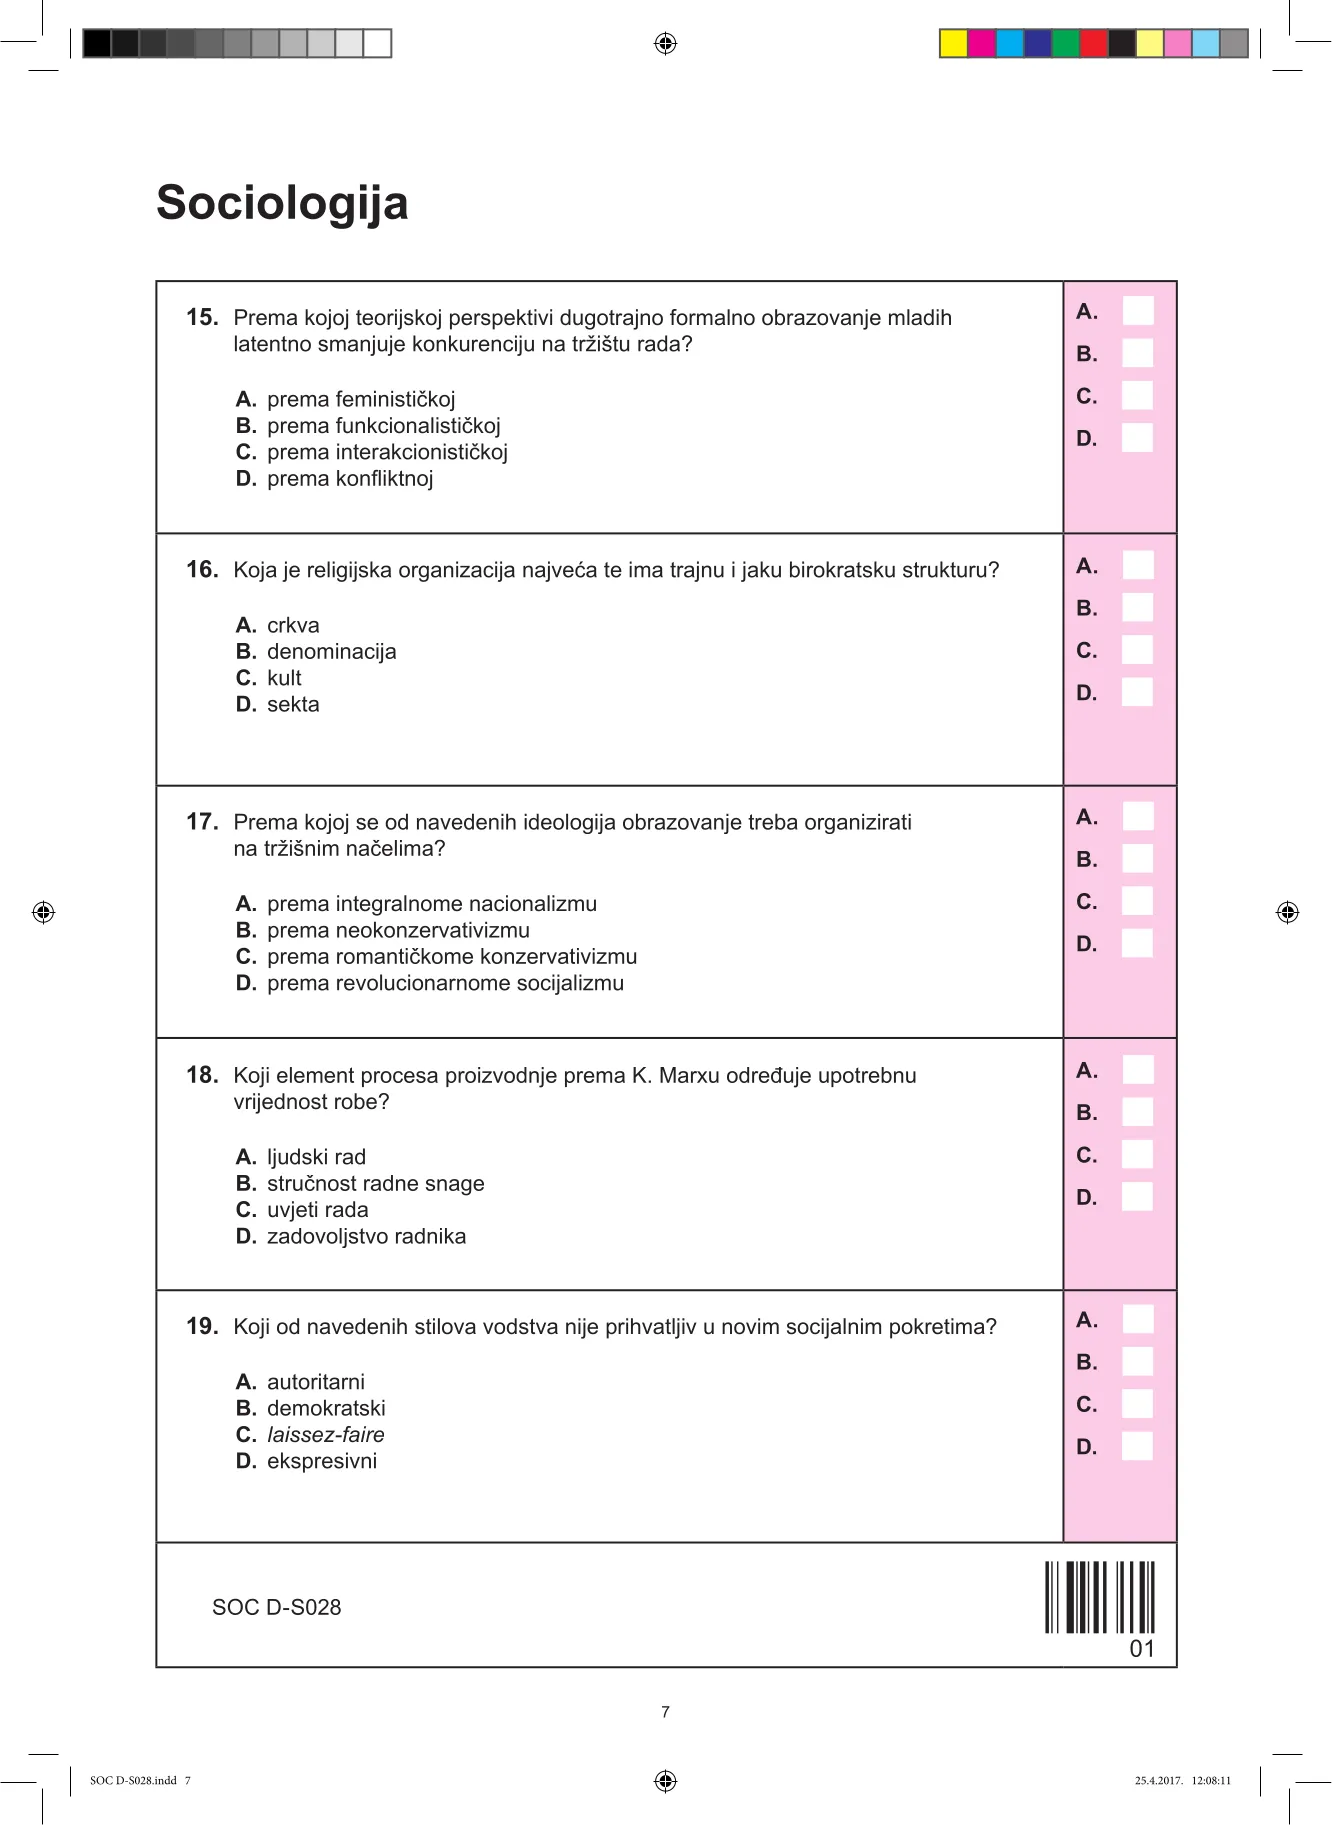 Sociologija
15. Prema kojoj teorijskoj perspektivi dugotrajno formalno obrazovanje mladih
latentno smanjuje konkurenciju na tržištu rada?
A. prema feminističkoj
B. prema funkcionalističkoj
C. prema interakcionističkoj
D. prema konfliktnoj
A.
B.
C.
D.
16. Koja je religijska organizacija najveća te ima trajnu i jaku birokratsku strukturu?
A. crkva
B. denominacija
C. kult
D. sekta
A.
B.
C.
D.
17. Prema kojoj se od navedenih ideologija obrazovanje treba organizirati
na tržišnim načelima?
A. prema integralnome nacionalizmu
B. prema neokonzervativizmu
C. prema romantičkome konzervativizmu
D. prema revolucionarnome socijalizmu
A.
B.
C.
D.
18. Koji element procesa proizvodnje prema K. Marxu određuje upotrebnu
vrijednost robe?
A. ljudski rad
B. stručnost radne snage
C. uvjeti rada
D. zadovoljstvo radnika
A.
B.
C.
D.
19. Koji od navedenih stilova vodstva nije prihvatljiv u novim socijalnim pokretima?
A. autoritarni
B. demokratski
C. laissez-faire
D. ekspresivni
A.
B.
C.
D.
SOC D-S028
01
7
SOC D-S028.indd 7
25.4.2017. 12:08:11